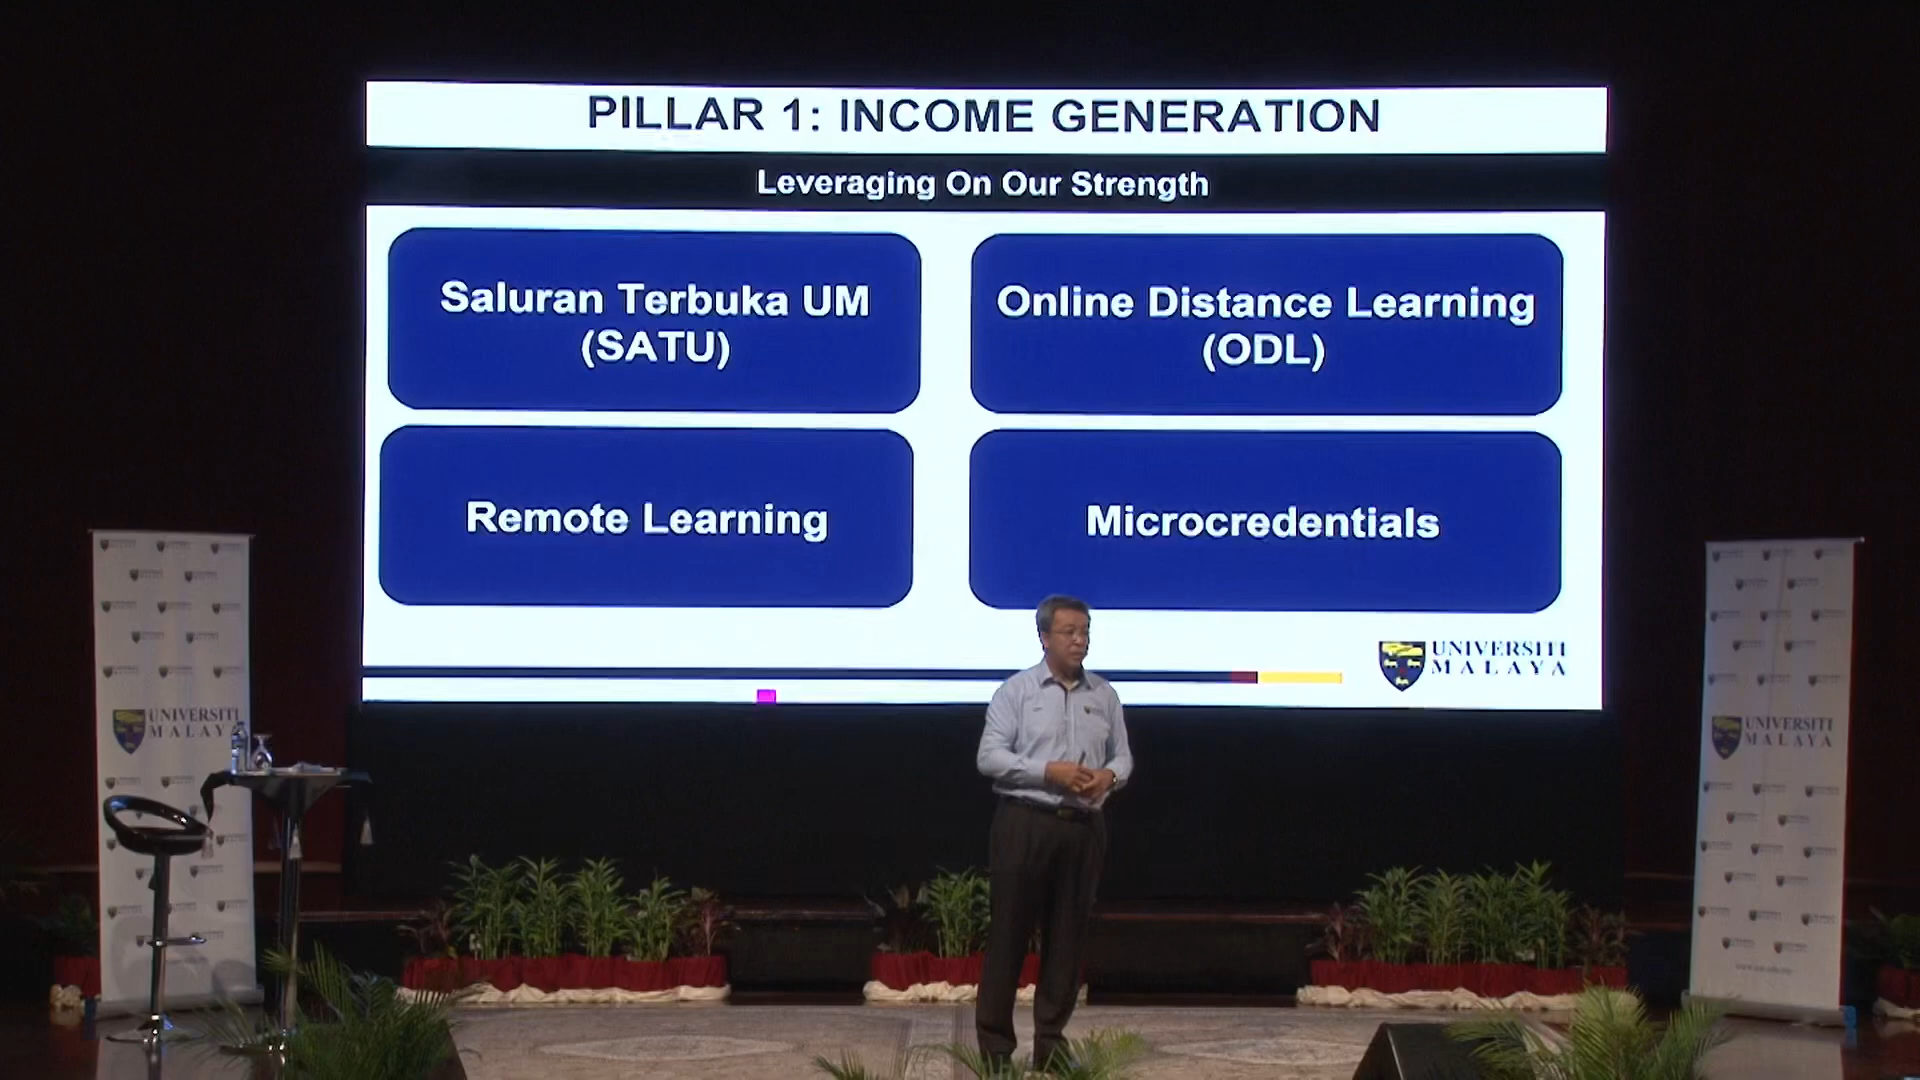 PILLAR 1: INCOME GENERATION
Leveraging On Our Strength
Saluran Terbuka UM
(SATU)
Online Distance Learning
(ODL)
Remote Learning
Microcredentials
UNIVERSITI
MALAYA
UNIVERSITI
MALAYA
UNIVERSITI
MALAYA